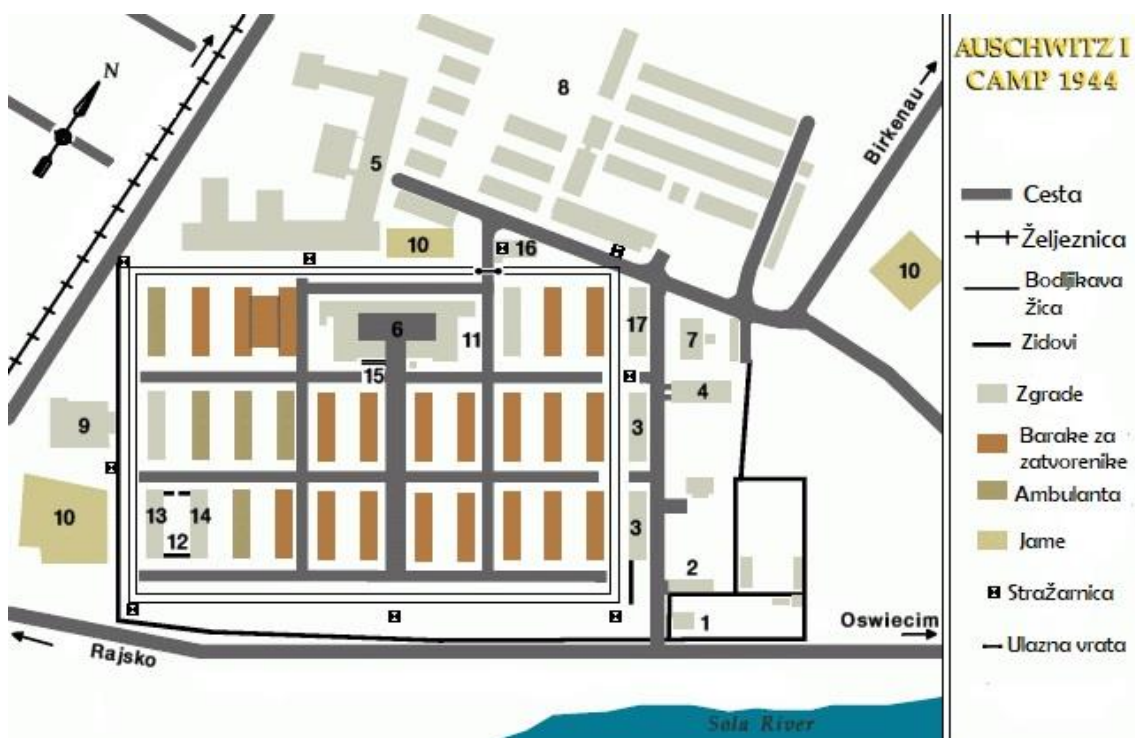 AUSCHWITZ I
CAMP 1944
N
8
5
Birkenau
Cesta
Željeznica
Bodljikava
žica
Zidovi
Zgrade
Barake za
zatvorenike
Ambulanta
Jame
Stražarnica
Ulazna vrata
10
16
10
6
11
17
7
15
4
9
3
10
13
14
12
3
2
1
Oswiecim
Rajsko
Sola River